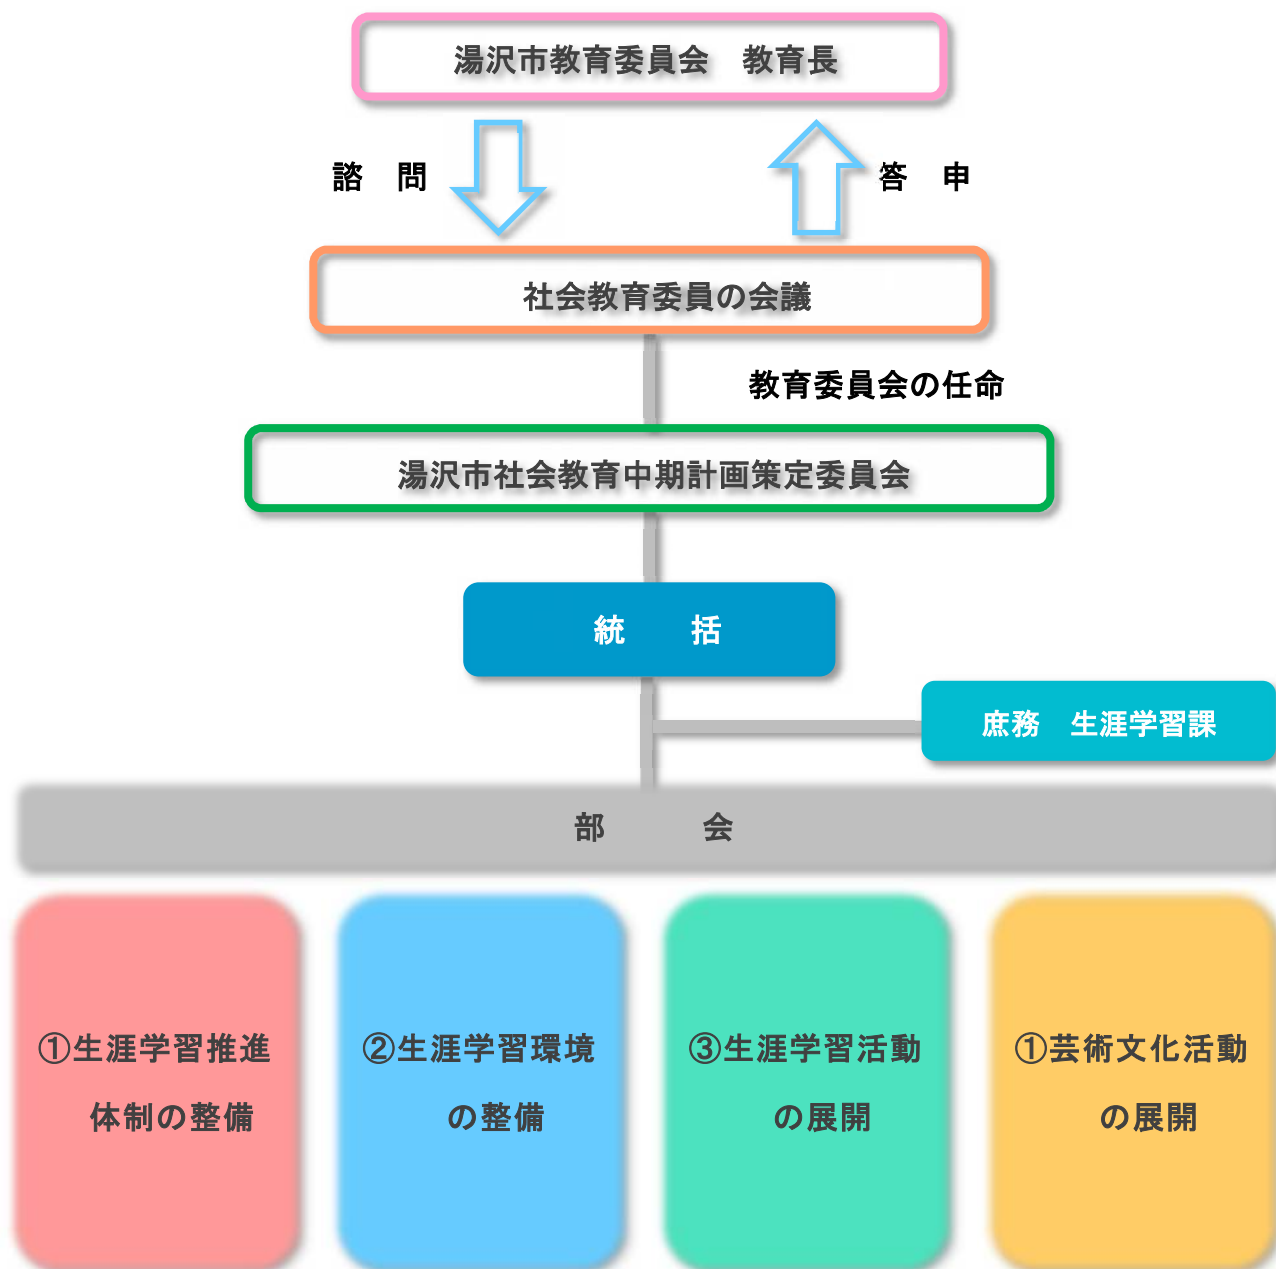 湯沢市教育委員会　教育長
諮　問
答　申
社会教育委員の会議
教育委員会の任命
湯沢市社会教育中期計画策定委員会
統　　括
庶務　生涯学習課
部　　　会
①生涯学習推進
体制の整備
②生涯学習環境
の整備
③生涯学習活動
の展開
①芸術文化活動
の展開